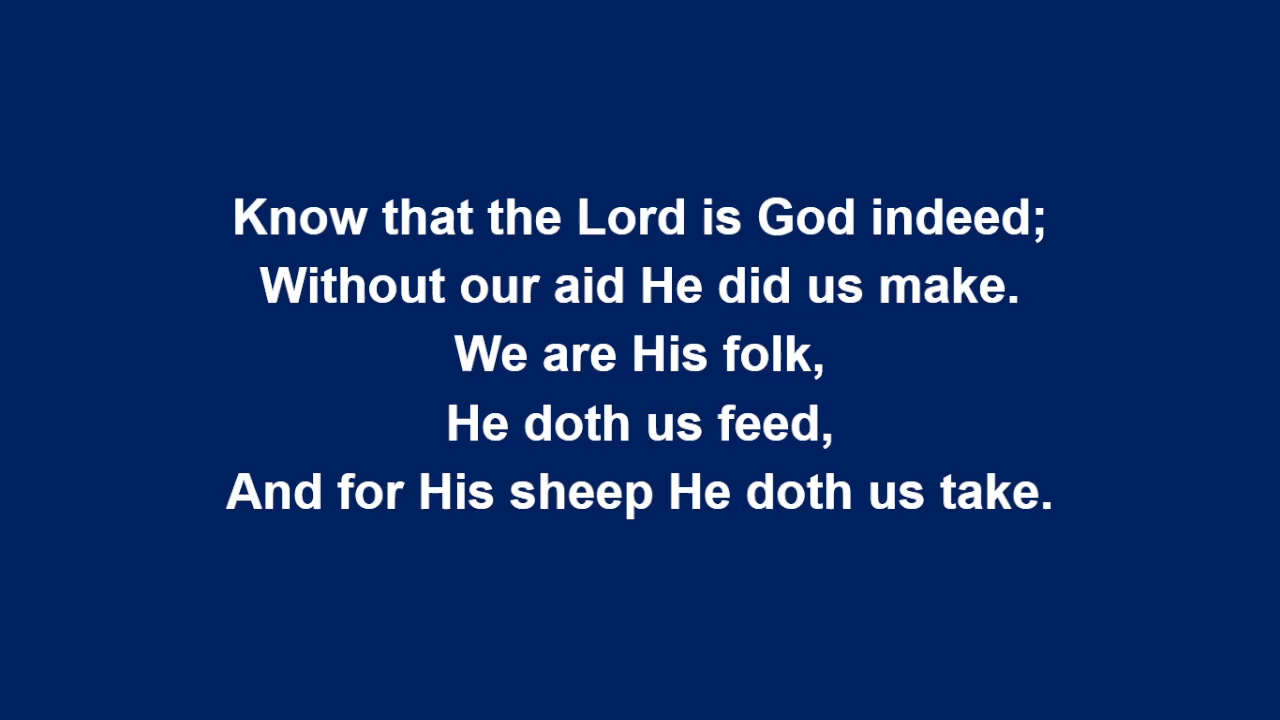 Know that the Lord is God indeed;
Without our aid He did us make.
We are His folk,
He doth us feed,
And for His sheep He doth us take.